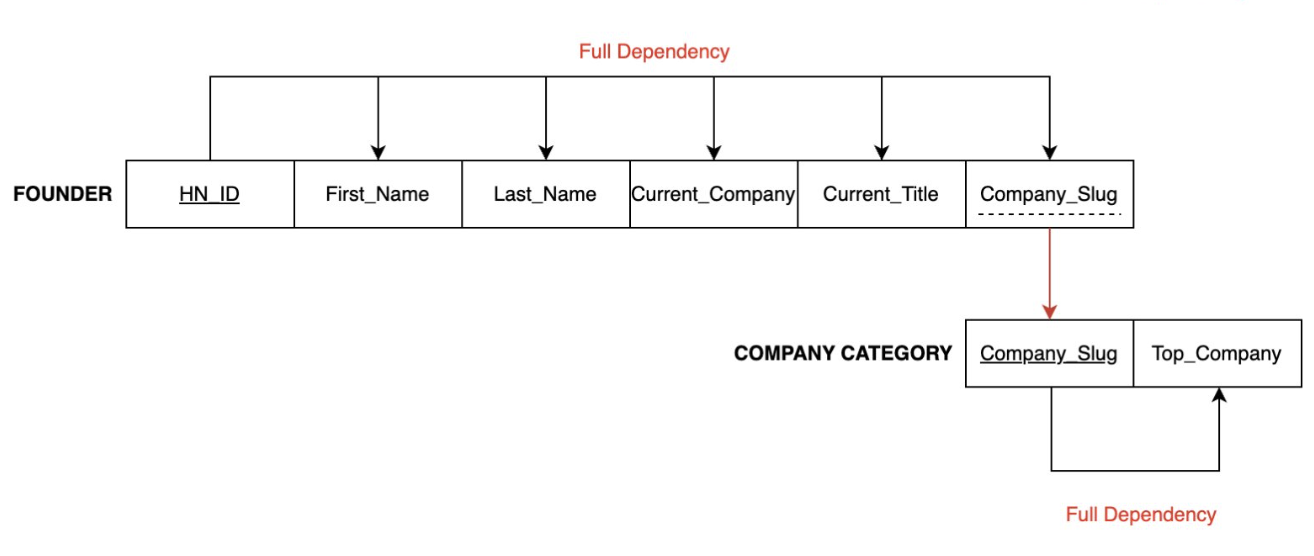 Full Dependency
FOUNDER HN_ID First_Name Last_Name Current_Company Current_Title Company_Slug
COMPANY CATEGORY Company_Slug Top_Company
Full Dependency